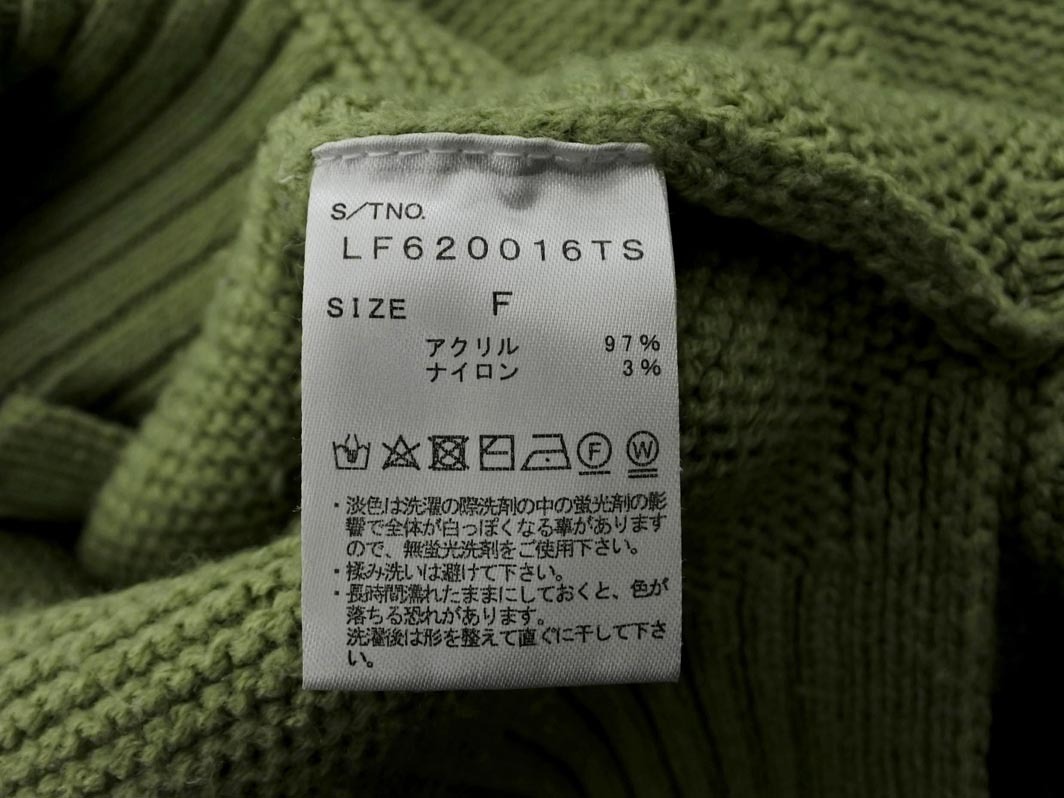 S/TNO.
LF620016TS
SIZE F
アクリル 97%
ナイロン 3%
F W
・淡色は洗濯の際洗剤の中の蛍光剤の影
響で全体が白っぽくなる事があります
ので、無蛍光洗剤をご使用下さい。
・揉み洗いは避けて下さい。
・長時間濡れたままにしておくと、色が
落ちる恐れがあります。
洗濯後は形を整えて直ぐに干して下さ
い。